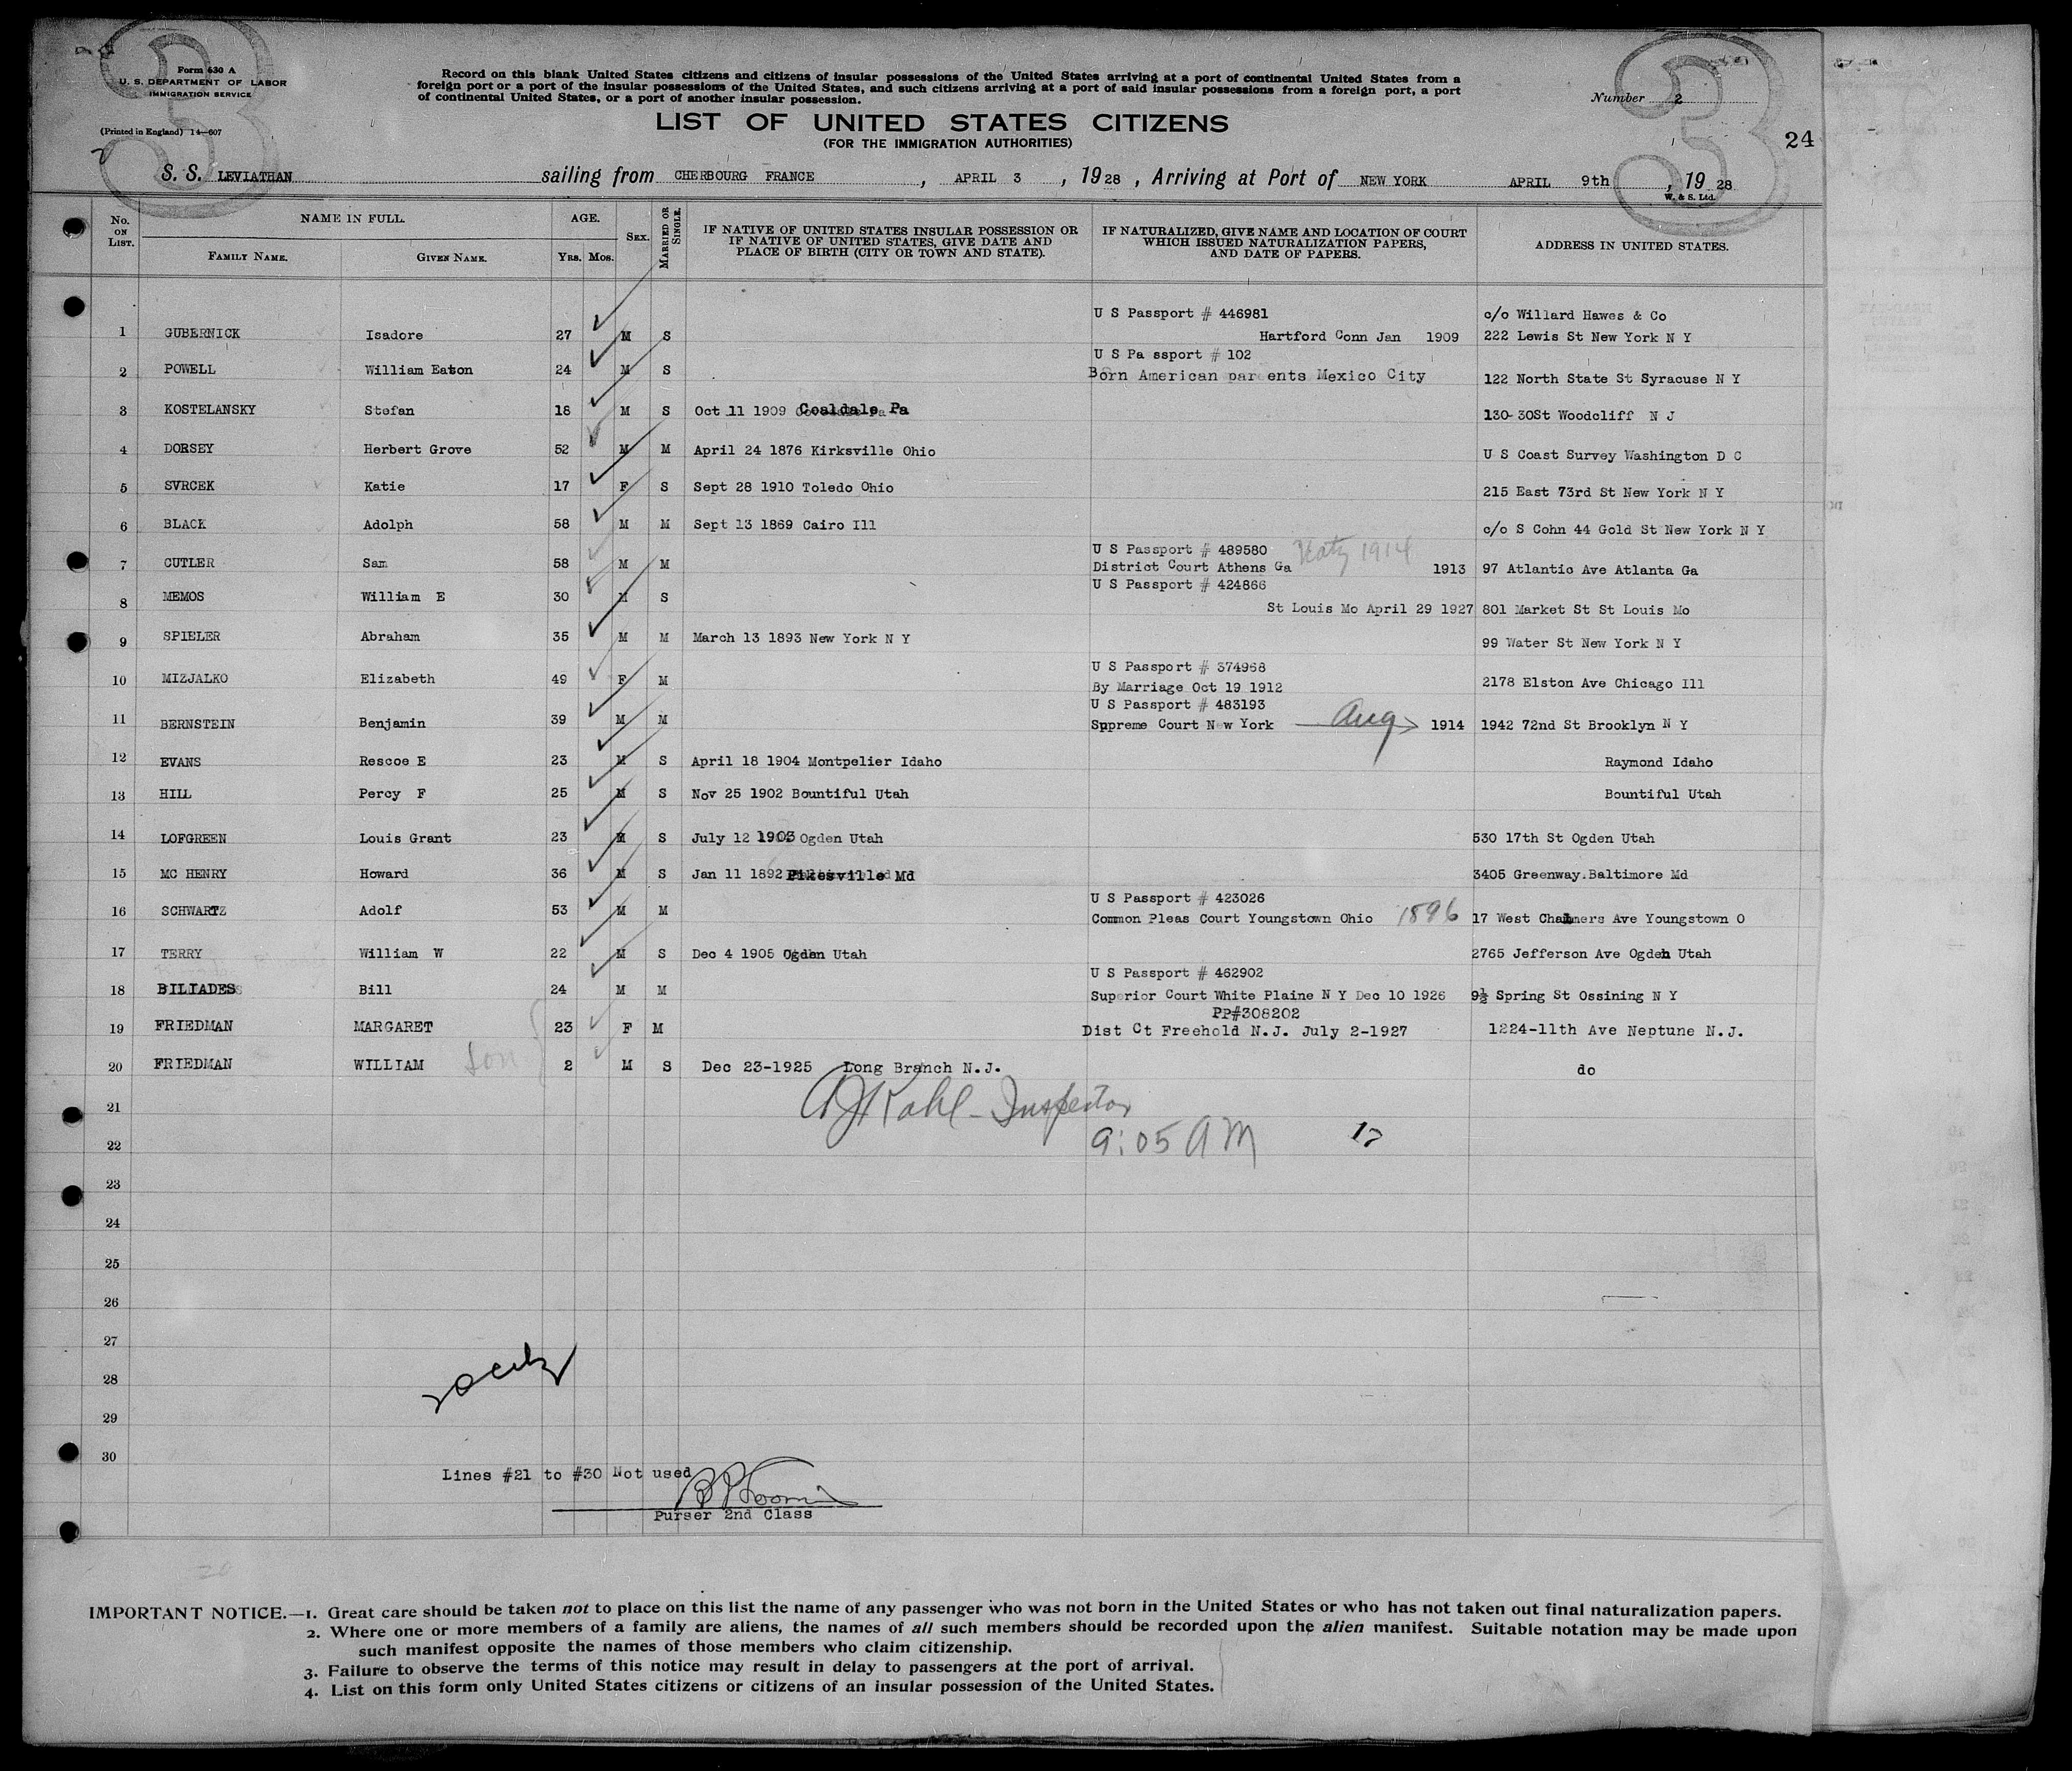 3
3
Form 630 A
U. S. DEPARTMENT OF LABOR
IMMIGRATION SERVICE
(Printed in England) 14—607
Record on this blank United States citizens and citizens of insular possessions of the United States arriving at a port of continental United States from a
foreign port or a port of the insular possessions of the United States, and such citizens arriving at a port of said insular possessions from a foreign port, a port
of continental United States, or a port of another insular possession.
Number 2
LIST OF UNITED STATES CITIZENS
(FOR THE IMMIGRATION AUTHORITIES)
24
S. S. LEVIATHAN sailing from CHERBOURG FRANCE , APRIL 3 , 1928 , Arriving at Port of NEW YORK APRIL 9th , 1928
W. & S. Ltd.
No. ON LIST. NAME IN FULL. AGE. SEX. MARRIED OR SINGLE. IF NATIVE OF UNITED STATES INSULAR POSSESSION OR IF NATIVE OF UNITED STATES, GIVE DATE AND PLACE OF BIRTH (CITY OR TOWN AND STATE). IF NATURALIZED, GIVE NAME AND LOCATION OF COURT WHICH ISSUED NATURALIZATION PAPERS, AND DATE OF PAPERS. ADDRESS IN UNITED STATES.
FAMILY NAME. GIVEN NAME. YRS. MOS.
U S Passport # 446981 c/o Willard Hawes & Co
1 GUBERNICK Isadore 27 M S Hartford Conn Jan 1909 222 Lewis St New York N Y
U S Pa ssport # 102
2 POWELL William Eaton 24 M S Born American par ents Mexico City 122 North State St Syracuse N Y
3 KOSTELANSKY Stefan 18 M S Oct 11 1909 Coaldale Pa 130-30St Woodcliff N J
4 DORSEY Herbert Grove 52 M M April 24 1876 Kirksville Ohio U S Coast Survey Washington D C
5 SVRCEK Katie 17 F S Sept 28 1910 Toledo Ohio 215 East 73rd St New York N Y
6 BLACK Adolph 58 M M Sept 13 1869 Cairo Ill c/o S Cohn 44 Gold St New York N Y
U S Passport # 489580 1914
7 CUTLER Sam 58 M M District Court Athens Ga 1913 97 Atlantic Ave Atlanta Ga
U S Passport # 424866
8 MEMOS William E 30 M S St Louis Mo April 29 1927 801 Market St St Louis Mo
9 SPIELER Abraham 35 M M March 13 1893 New York N Y 99 Water St New York N Y
U S Passport # 374968
10 MIZJALKO Elizabeth 49 F M By Marriage Oct 19 1912 2178 Elston Ave Chicago Ill
U S Passport # 483193
11 BERNSTEIN Benjamin 39 M M Supreme Court New York Aug 1914 1942 72nd St Brooklyn N Y
12 EVANS Rescoe E 23 M S April 18 1904 Montpelier Idaho Raymond Idaho
13 HILL Percy F 25 M S Nov 25 1902 Bountiful Utah Bountiful Utah
14 LOFGREEN Louis Grant 23 M S July 12 1903 Ogden Utah 530 17th St Ogden Utah
15 MC HENRY Howard 36 M S Jan 11 1892 Pikesville Md 3405 Greenway.Baltimore Md
U S Passport # 423026
16 SCHWARTZ Adolf 53 M M Common Pleas Court Youngstown Ohio 1896 17 West Chalmers Ave Youngstown O
17 TERRY William W 22 M S Dec 4 1905 Ogden Utah 2765 Jefferson Ave Ogden Utah
U S Passport # 462902
18 BILIADES Bill 24 M M Superior Court White Plaine N Y Dec 10 1926 9½ Spring St Ossining N Y
PP#308202
19 FRIEDMAN MARGARET 23 F M Dist Ct Freehold N.J. July 2-1927 1224-11th Ave Neptune N.J.
20 FRIEDMAN WILLIAM son 2 M S Dec 23-1925 Long Branch N.J. do
21 Kahl - Inspector
22 9:05 AM
23
24
25
26
27
28
29
30
Lines #21 to #30 Not used
Purser 2nd Class
IMPORTANT NOTICE.—1. Great care should be taken not to place on this list the name of any passenger who was not born in the United States or who has not taken out final naturalization papers.
2. Where one or more members of a family are aliens, the names of all such members should be recorded upon the alien manifest. Suitable notation may be made upon
such manifest opposite the names of those members who claim citizenship.
3. Failure to observe the terms of this notice may result in delay to passengers at the port of arrival.
4. List on this form only United States citizens or citizens of an insular possession of the United States.